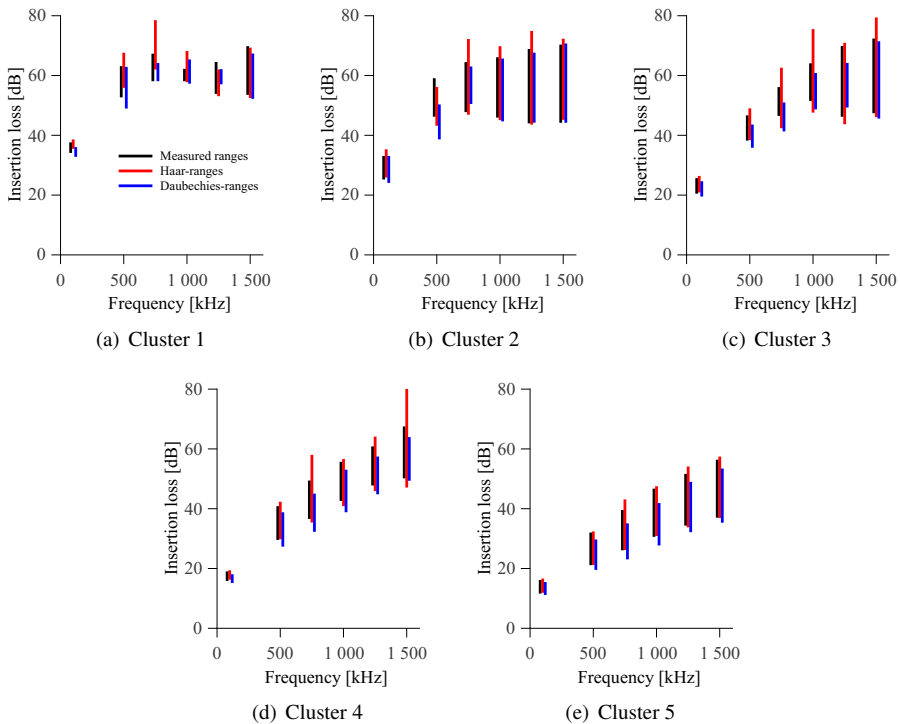 80
60
40
20
0
Insertion loss [dB]
Measured ranges
Haar-ranges
Daubechies-ranges
0 500 1 000 1 500
Frequency [kHz]
(a) Cluster 1
80
60
40
20
0
Insertion loss [dB]
0 500 1 000 1 500
Frequency [kHz]
(b) Cluster 2
80
60
40
20
0
Insertion loss [dB]
0 500 1 000 1 500
Frequency [kHz]
(c) Cluster 3
80
60
40
20
0
Insertion loss [dB]
0 500 1 000 1 500
Frequency [kHz]
(d) Cluster 4
80
60
40
20
0
Insertion loss [dB]
0 500 1 000 1 500
Frequency [kHz]
(e) Cluster 5